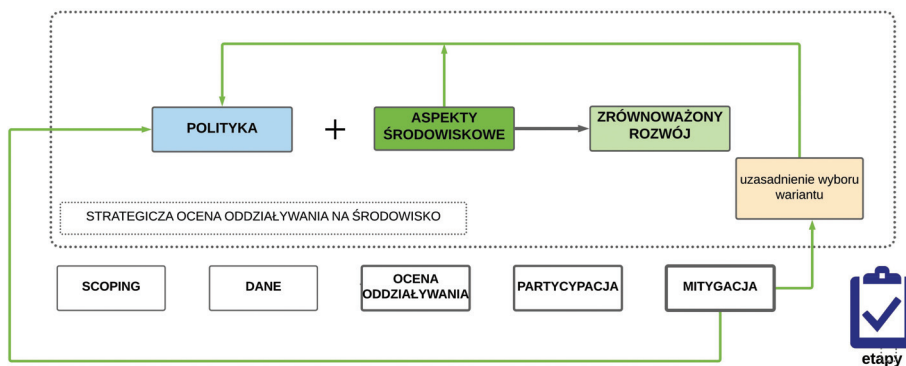 POLITYKA
+
ASPEKTY
ŚRODOWISKOWE
ZRÓWNOWAŻONY
ROZWÓJ
uzasadnienie wyboru
wariantu
STRATEGICZA OCENA ODDZIAŁYWANIA NA ŚRODOWISKO
SCOPING
DANE
OCENA
ODDZIAŁYWANIA
PARTYCYPACJA
MITYGACJA
etapy